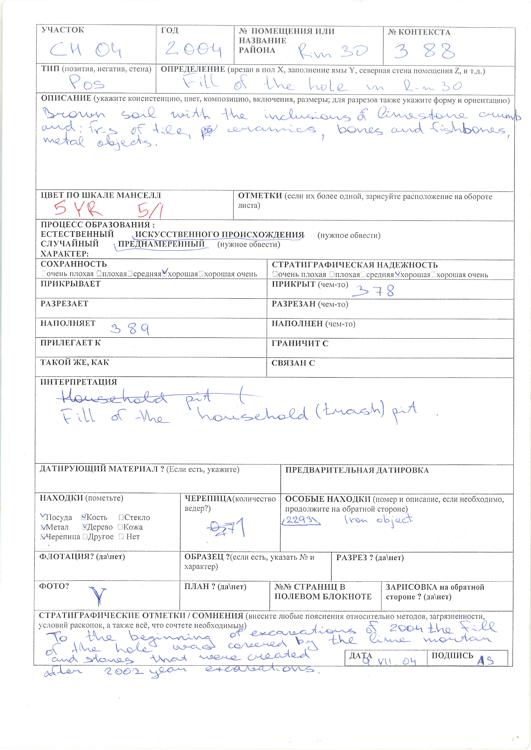 УЧАСТОК
CH 04
ГОД
2004
№ ПОМЕЩЕНИЯ ИЛИ НАЗВАНИЕ РАЙОНА
Rm 30
№ КОНТЕКСТА
388
ТИП (позитив, негатив, стена)
Pos
ОПРЕДЕЛЕНИЕ (врезан в пол X, заполнение ямы Y, северная стена помещения Z, и т.д.)
Fill of the hole in Rm 30
ОПИСАНИЕ (укажите консистенцию, цвет, композицию, включения, размеры; для разрезов также укажите форму и ориентацию)
Brown soil with the inclusions of limestone crumb
and: frs of tile, ceramics, bones and fishbones,
metal objects.
ЦВЕТ ПО ШКАЛЕ МАНСЕЛЛ
5 YR 5/1
ОТМЕТКИ (если их более одной, зарисуйте расположение на обороте листа)
ПРОЦЕСС ОБРАЗОВАНИЯ :
ЕСТЕСТВЕННЫЙ ИСКУССТВЕННОГО ПРОИСХОЖДЕНИЯ (нужное обвести)
СЛУЧАЙНЫЙ ПРЕДНАМЕРЕННЫЙ (нужное обвести)
ХАРАКТЕР:
СОХРАННОСТЬ
очень плохая плохая средняя хорошая хорошая очень
СТРАТИГРАФИЧЕСКАЯ НАДЕЖНОСТЬ
очень плохая плохая средняя хорошая хорошая очень
ПРИКРЫВАЕТ
ПРИКРЫТ (чем-то) 378
РАЗРЕЗАЕТ
РАЗРЕЗАН (чем-то)
НАПОЛНЯЕТ 389
НАПОЛНЕН (чем-то)
ПРИЛЕГАЕТ К
ГРАНИЧИТ С
ТАКОЙ ЖЕ, КАК
СВЯЗАН С
ИНТЕРПРЕТАЦИЯ
Household pit (
Fill of the household (trash) pit .
ДАТИРУЮЩИЙ МАТЕРИАЛ ? (Если есть, укажите)
ПРЕДВАРИТЕЛЬНАЯ ДАТИРОВКА
НАХОДКИ (пометьте)
Посуда Кость Стекло
Металл Дерево Кожа
Черепица Другое Нет
ЧЕРЕПИЦА(количество ведер?)
ОСОБЫЕ НАХОДКИ (номер и описание, если необходимо, продолжите на обратной стороне)
22931 Iron object
ФЛОТАЦИЯ? (да\нет)
ОБРАЗЕЦ ?(если есть, указать № и характер)
РАЗРЕЗ ? (да\нет)
ФОТО?
ПЛАН ? (да\нет)
№№ СТРАНИЦ В ПОЛЕВОМ БЛОКНОТЕ
ЗАРИСОВКА на обратной стороне ? (да\нет)
СТРАТИГРАФИЧЕСКИЕ ОТМЕТКИ / СОМНЕНИЯ (внесите любые пояснения относительно методов, загрязненности, условий раскопок, а также всё, что сочтете необходимым)
To the beginning of excavations of 2004 the fill
of the hole was covered by the lime mortar
and stones that were created
after 2002 year excavations.
ДАТА 9 VII 04
ПОДПИСЬ AS